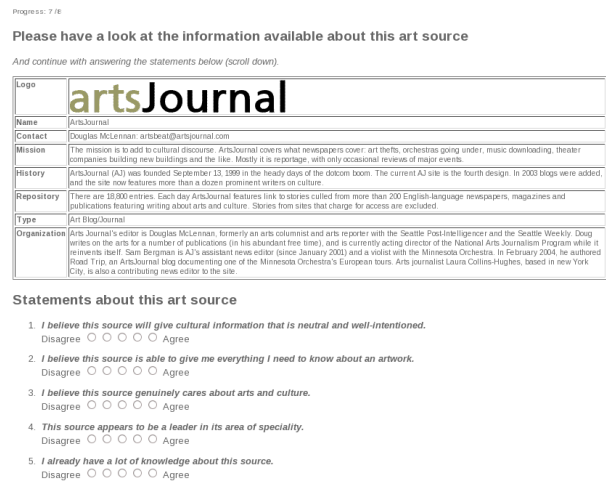 Progress: 7 /8
Please have a look at the information available about this art source
And continue with answering the statements below (scroll down).
Logo
artsJournal
Name ArtsJournal
Contact Douglas McLennan: artsbeat@artsjournal.com
Mission The mission is to add to cultural discourse. ArtsJournal covers what newspapers cover: art thefts, orchestras going under, music downloading, theater
companies building new buildings and the like. Mostly it is reportage, with only occasional reviews of major events.
History ArtsJournal (AJ) was founded September 13, 1999 in the heady days of the dotcom boom. The current AJ site is the fourth design. In 2003 blogs were added,
and the site now features more than a dozen prominent writers on culture.
Repository There are 18,800 entries. Each day ArtsJournal features link to stories culled from more than 200 English-language newspapers, magazines and
publications featuring writing about arts and culture. Stories from sites that charge for access are excluded.
Type Art Blog/Journal
Organization Arts Journal's editor is Douglas McLennan, formerly an arts columnist and arts reporter with the Seattle Post-Intelligencer and the Seattle Weekly. Doug
writes on the arts for a number of publications (in his abundant free time), and is currently acting director of the National Arts Journalism Program while it
reinvents itself. Sam Bergman is AJ's assistant news editor (since January 2001) and a violist with the Minnesota Orchestra. In February 2004, he authored
Road Trip, an ArtsJournal blog documenting one of the Minnesota Orchestra's European tours. Arts journalist Laura Collins-Hughes, based in new York
City, is also a contributing news editor to the site.
Statements about this art source
1. I believe this source will give cultural information that is neutral and well-intentioned.
Disagree Agree
2. I believe this source is able to give me everything I need to know about an artwork.
Disagree Agree
3. I believe this source genuinely cares about arts and culture.
Disagree Agree
4. This source appears to be a leader in its area of speciality.
Disagree Agree
5. I already have a lot of knowledge about this source.
Disagree Agree